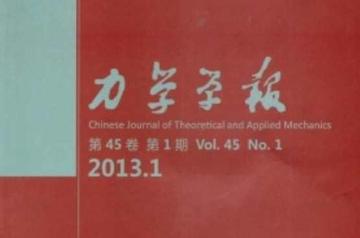 力学学报
Chinese Journal of Theoretical and Applied Mechanics
第45卷 第1期 Vol. 45 No. 1
2013.1